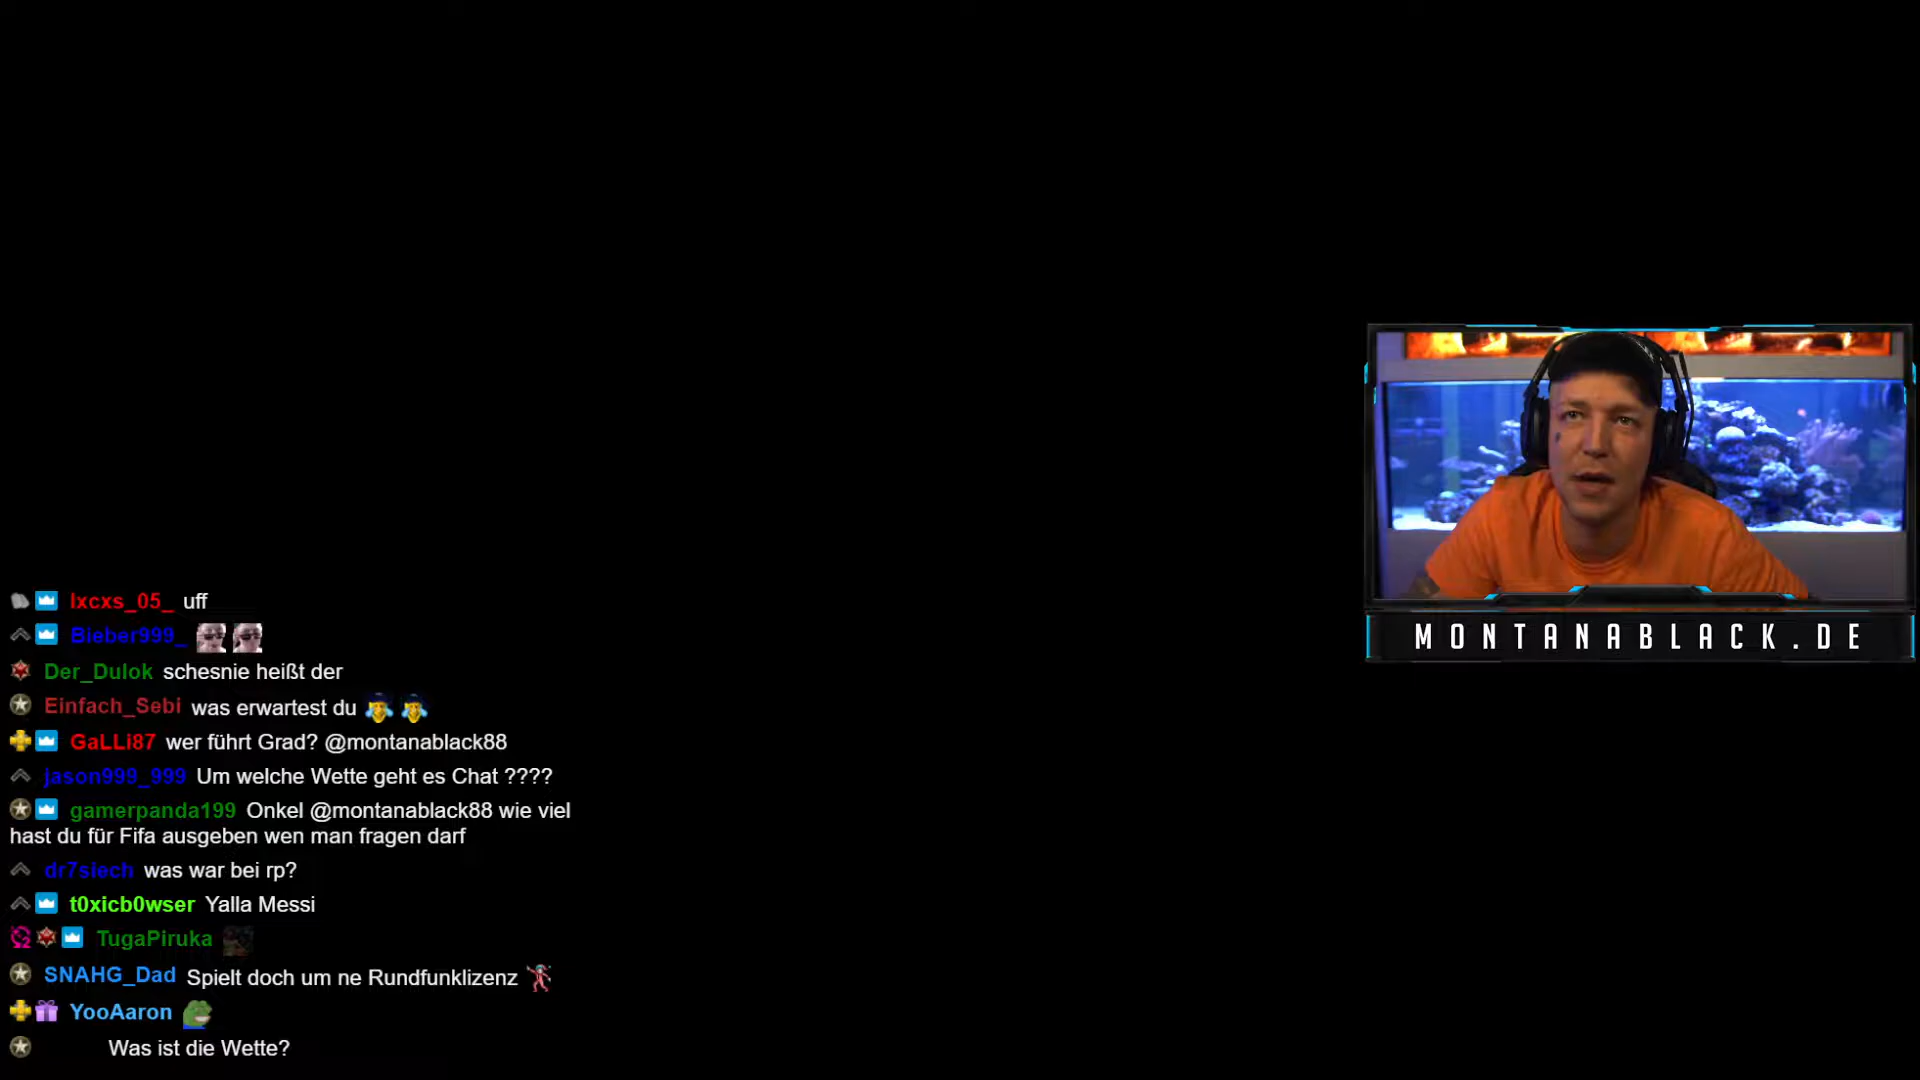 MONTANABLACK.DE
lxcxs_05_ uff
Bieber999_
Der_Dulok schesnie heißt der
Einfach_Sebi was erwartest du
GaLLi87 wer führt Grad? @montanablack88
jason999_999 Um welche Wette geht es Chat ????
gamerpanda199 Onkel @montanablack88 wie viel
hast du für Fifa ausgeben wen man fragen darf
dr7siech was war bei rp?
t0xicb0wser Yalla Messi
TugaPiruka
SNAHG_Dad Spielt doch um ne Rundfunklizenz
YooAaron
Was ist die Wette?